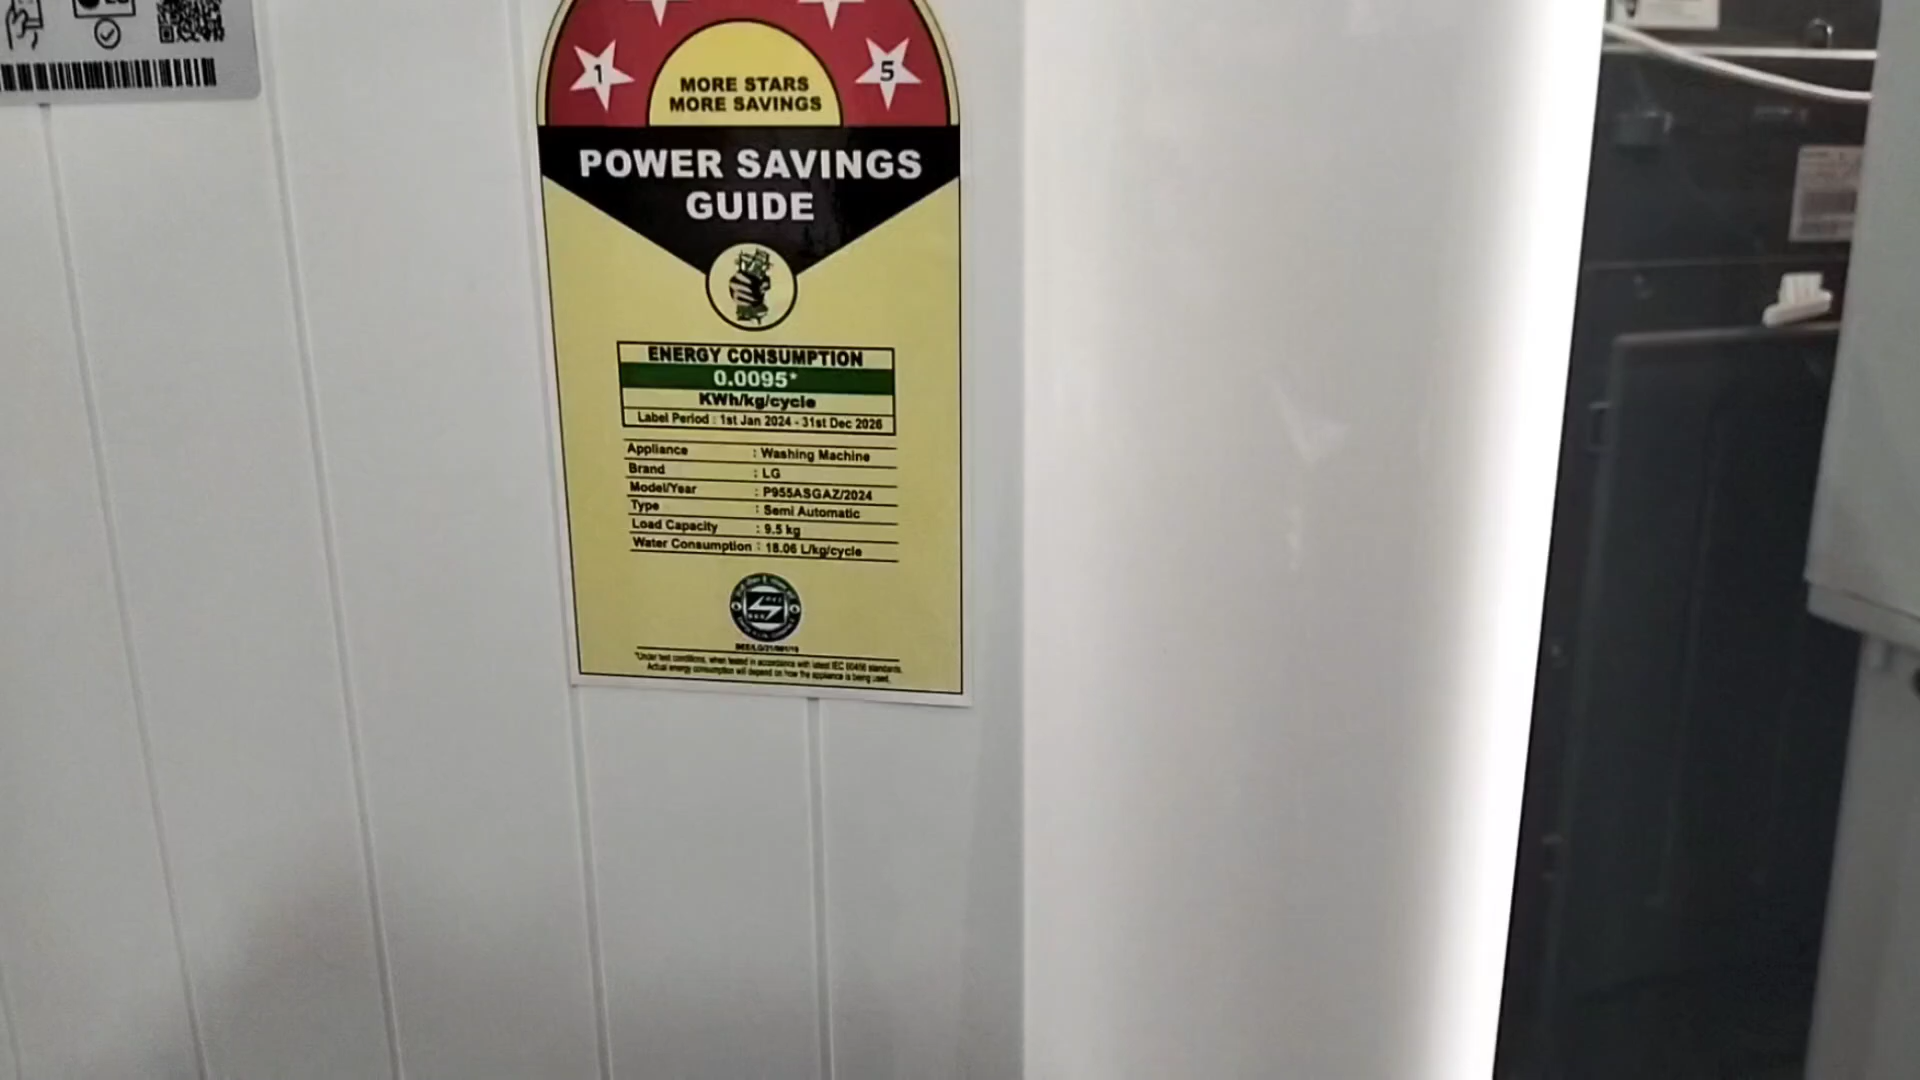 1
5
MORE STARS
MORE SAVINGS
POWER SAVINGS
GUIDE
ENERGY CONSUMPTION
0.0095*
KWh/kg/cycle
Label Period : 1st Jan 2024 - 31st Dec 2026
Appliance : Washing Machine
Brand : LG
Model/Year : P955ASGAZ/2024
Type : Semi Automatic
Load Capacity : 9.5 kg
Water Consumption : 18.06 L/kg/cycle
*Under test conditions, when tested in accordance with latest IEC 60456 standards.
Actual energy consumption will depend on how the appliance is being used.